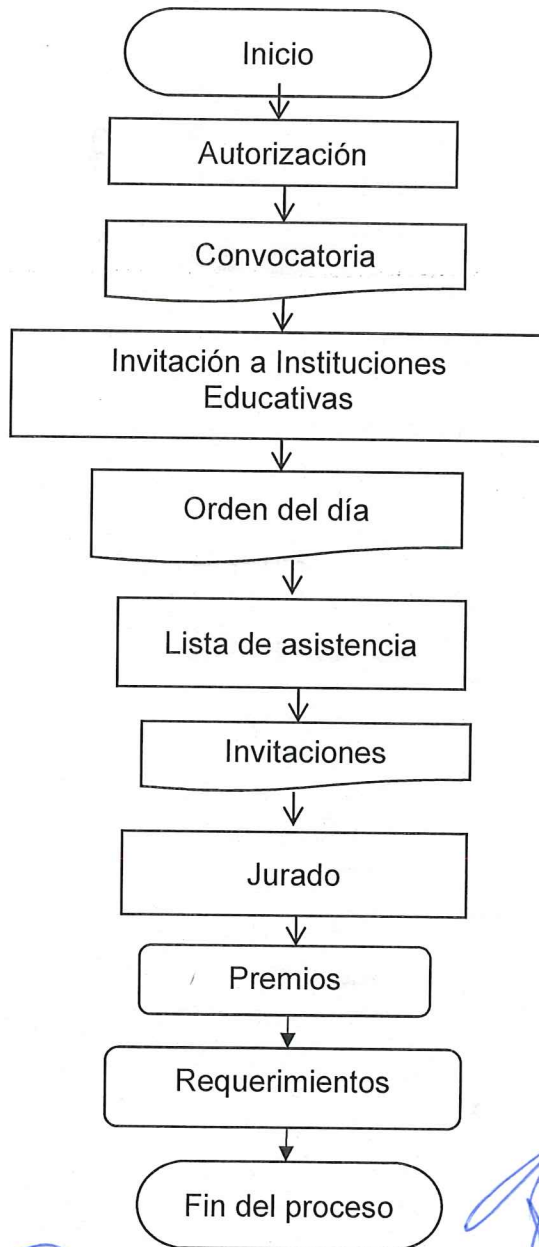 Inicio
Autorización
Convocatoria
Invitación a Instituciones
Educativas
Orden del día
Lista de asistencia
Invitaciones
Jurado
Premios
Requerimientos
Fin del proceso